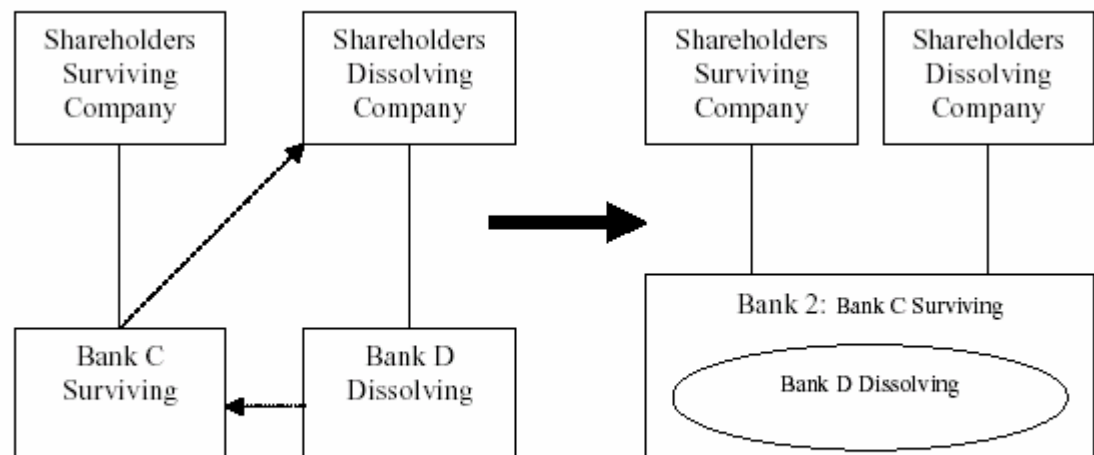 Shareholders
Surviving
Company
Shareholders
Dissolving
Company
Shareholders
Surviving
Company
Shareholders
Dissolving
Company
Bank C
Surviving
Bank D
Dissolving
Bank 2: Bank C Surviving
Bank D Dissolving